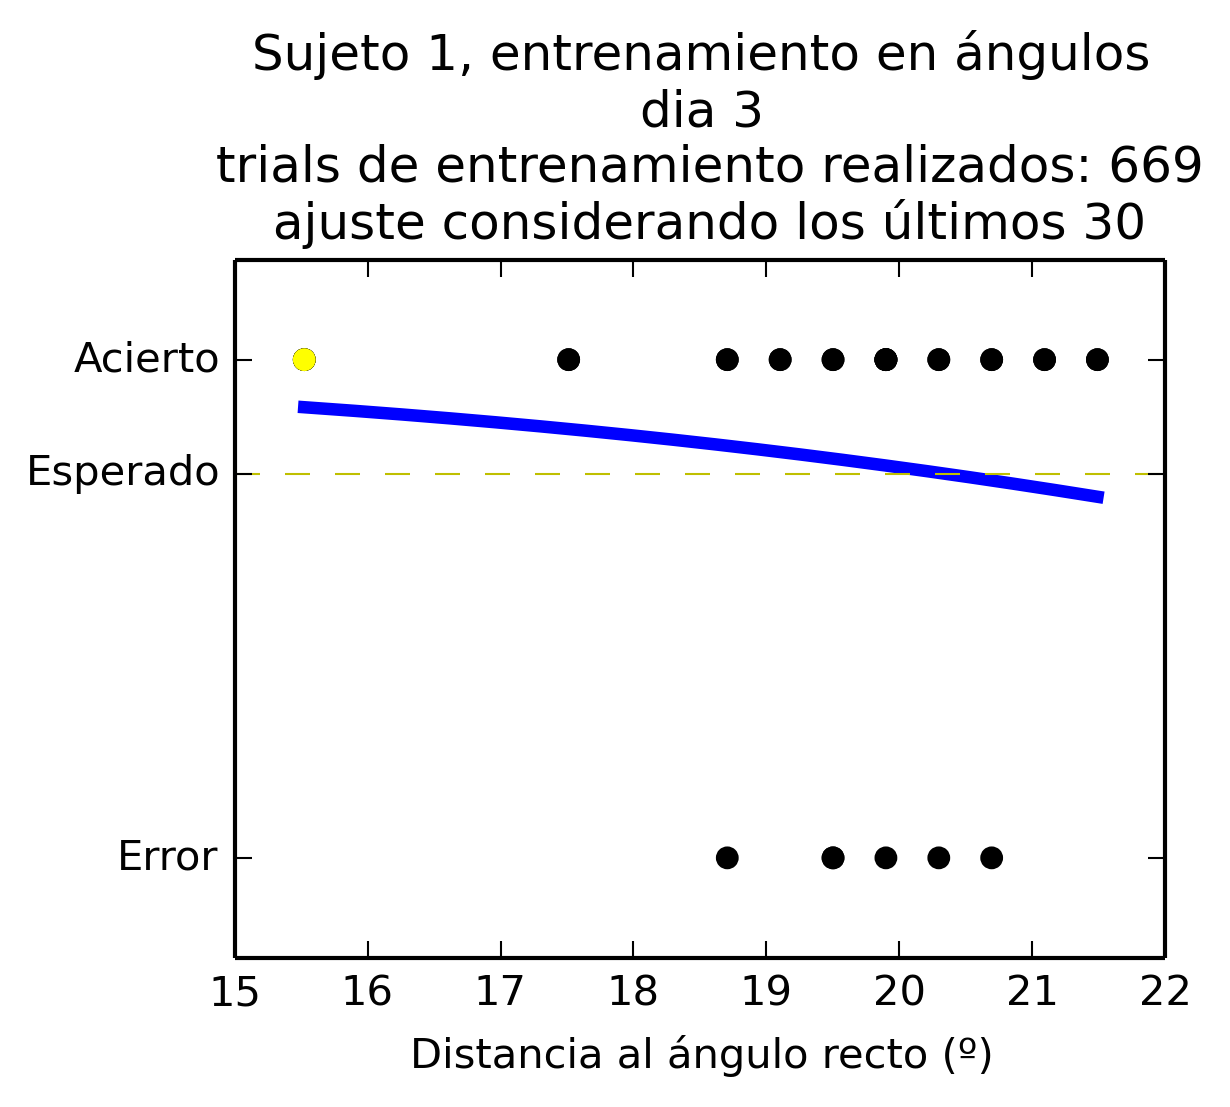 Sujeto 1, entrenamiento en ángulos
dia 3
trials de entrenamiento realizados: 669
ajuste considerando los últimos 30
Acierto
Esperado
Error
15 16 17 18 19 20 21 22
Distancia al ángulo recto (º)